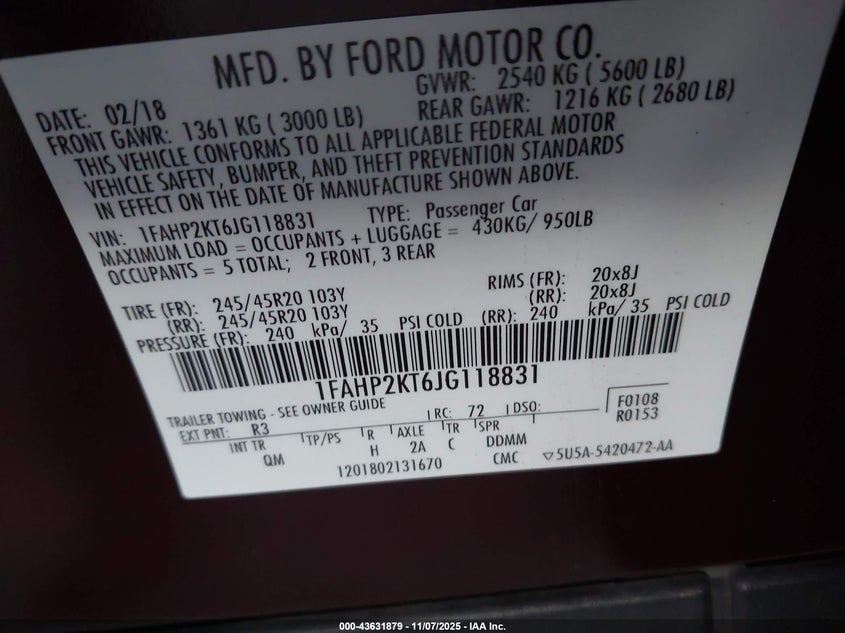 MFD. BY FORD MOTOR CO.
DATE: 02/18 GVWR: 2540 KG ( 5600 LB)
FRONT GAWR: 1361 KG ( 3000 LB) REAR GAWR: 1216 KG ( 2680 LB)
THIS VEHICLE CONFORMS TO ALL APPLICABLE FEDERAL MOTOR
VEHICLE SAFETY, BUMPER, AND THEFT PREVENTION STANDARDS
IN EFFECT ON THE DATE OF MANUFACTURE SHOWN ABOVE.
VIN: 1FAHP2KT6JG118831 TYPE: Passenger Car
MAXIMUM LOAD = OCCUPANTS + LUGGAGE = 430KG/ 950LB
OCCUPANTS = 5 TOTAL; 2 FRONT, 3 REAR
TIRE (FR): 245/45R20 103Y RIMS (FR): 20x8J
(RR): 245/45R20 103Y (RR): 20x8J
PRESSURE (FR): 240 kPa/ 35 PSI COLD (RR): 240 kPa/ 35 PSI COLD
1FAHP2KT6JG118831
TRAILER TOWING - SEE OWNER GUIDE
EXT PNT: R3 RC: 72 DSO: F0108
R0153
INT TR TP/PS R AXLE TR SPR
QM H 2A C DDMM
1201802131670 CMC ▽5U5A-5420472-AA
000-43631879 - 11/07/2025 - IAA Inc.